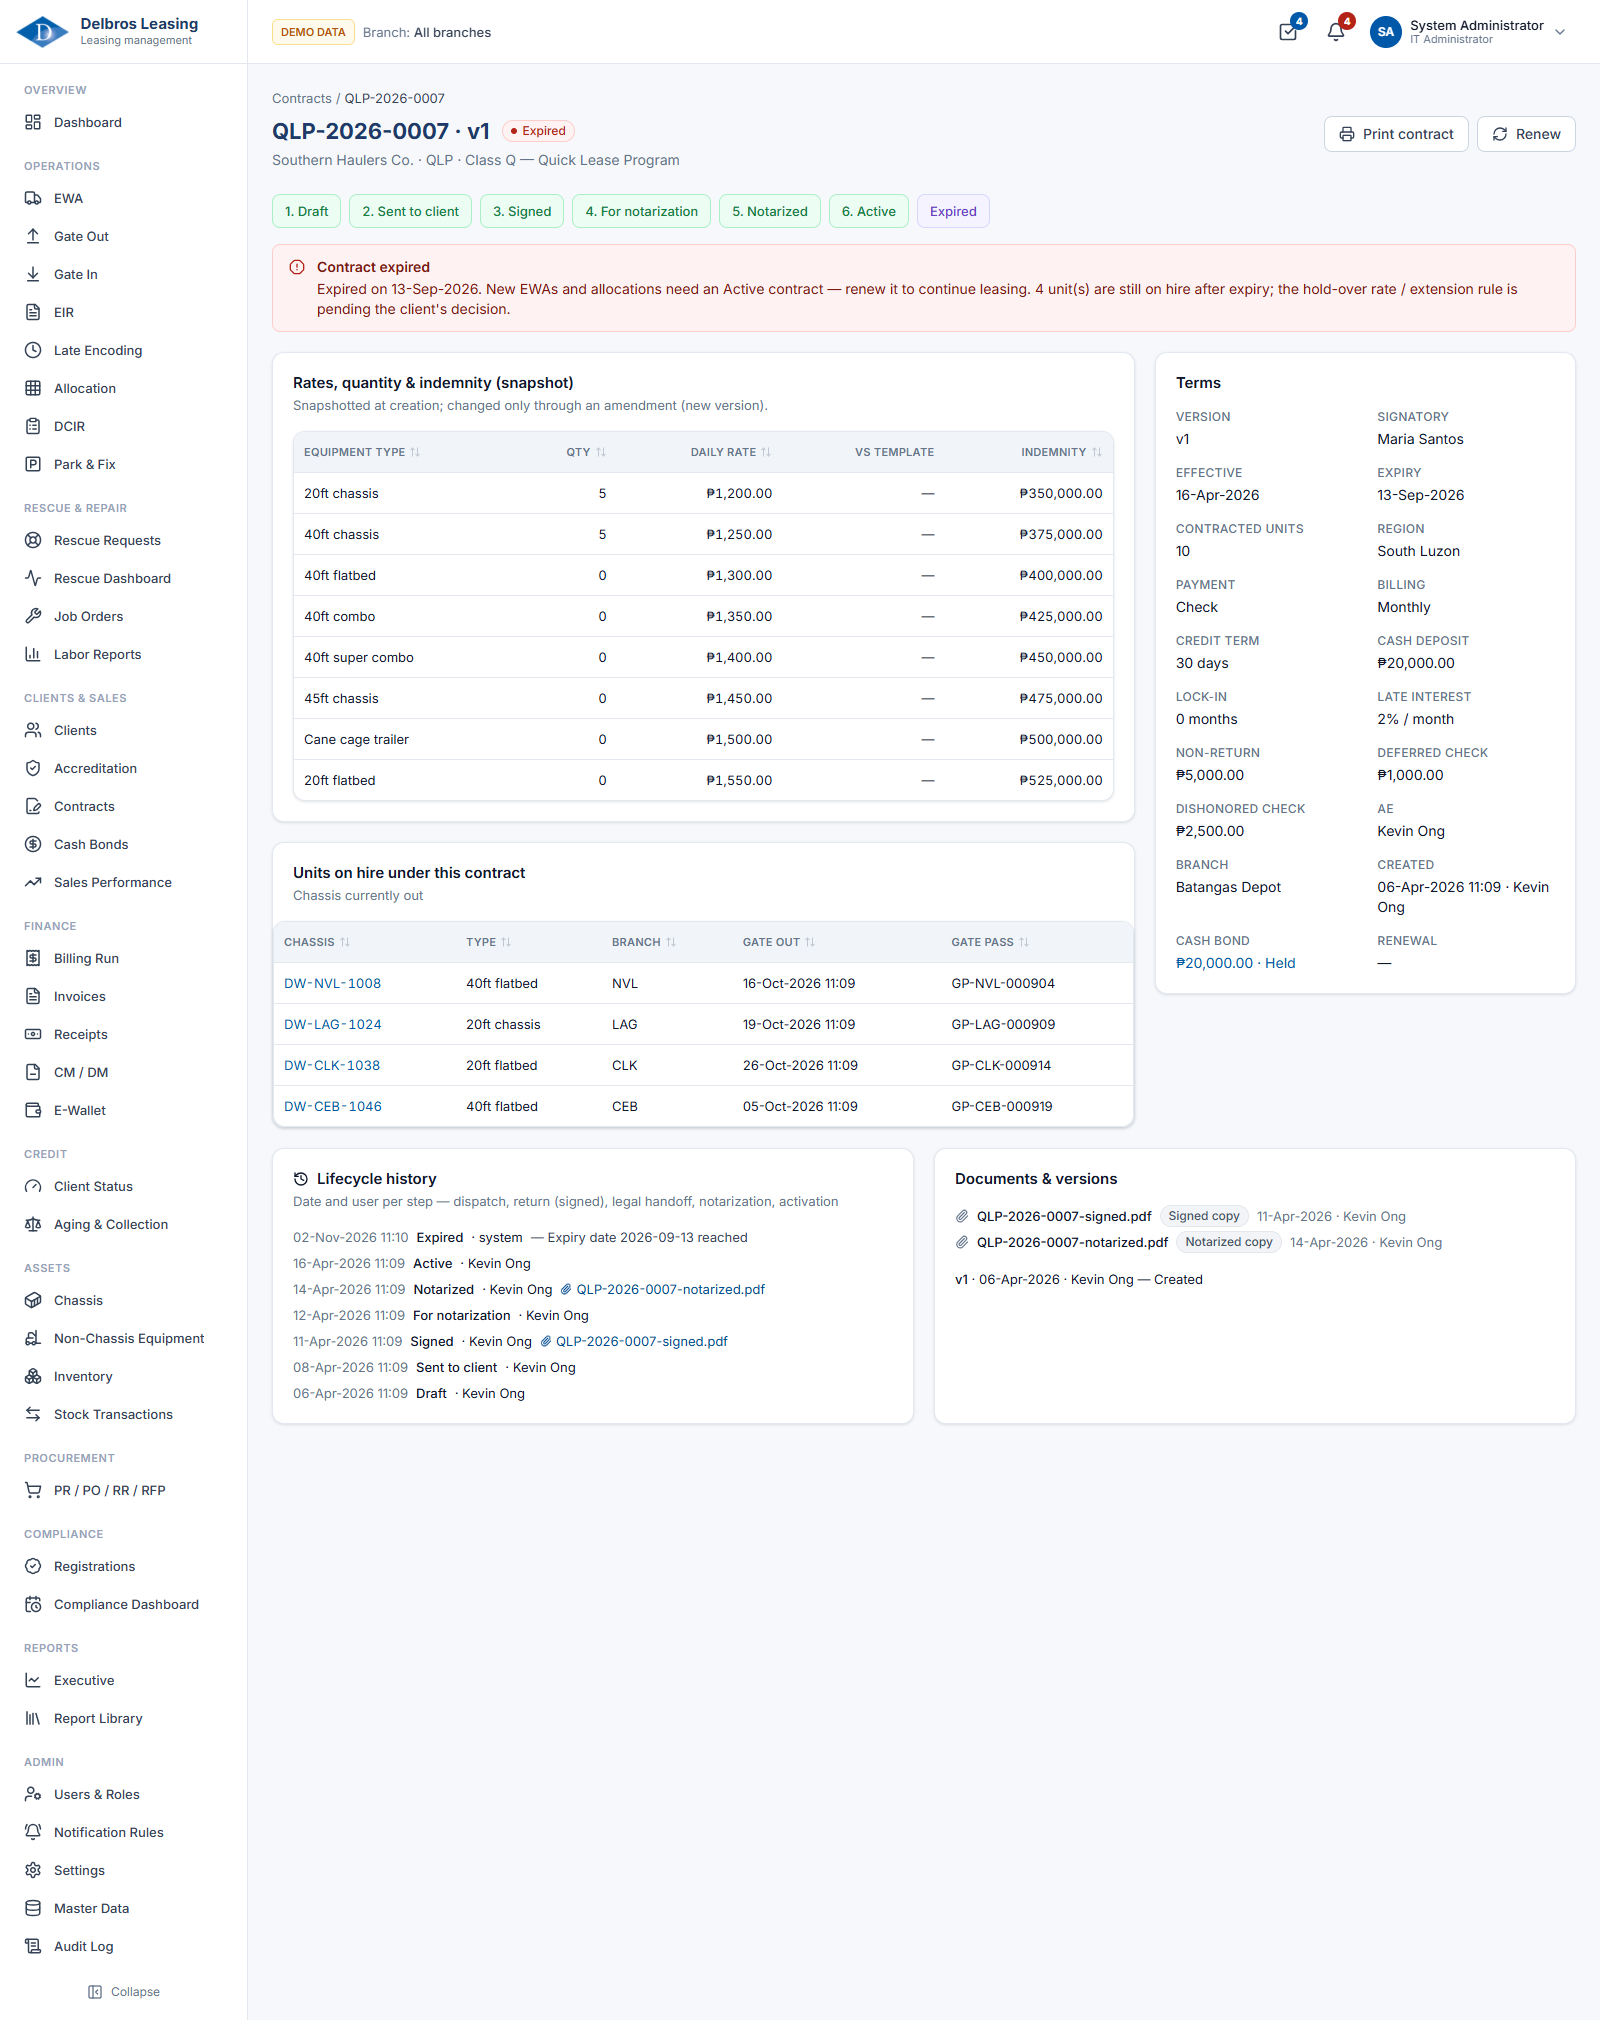 Delbros Leasing
Leasing management
DEMO DATA
Branch: All branches
4
4
SA
System Administrator
IT Administrator
OVERVIEW
Dashboard
OPERATIONS
EWA
Gate Out
Gate In
EIR
Late Encoding
Allocation
DCIR
Park & Fix
RESCUE & REPAIR
Rescue Requests
Rescue Dashboard
Job Orders
Labor Reports
CLIENTS & SALES
Clients
Accreditation
Contracts
Cash Bonds
Sales Performance
FINANCE
Billing Run
Invoices
Receipts
CM / DM
E-Wallet
CREDIT
Client Status
Aging & Collection
ASSETS
Chassis
Non-Chassis Equipment
Inventory
Stock Transactions
PROCUREMENT
PR / PO / RR / RFP
COMPLIANCE
Registrations
Compliance Dashboard
REPORTS
Executive
Report Library
ADMIN
Users & Roles
Notification Rules
Settings
Master Data
Audit Log
Collapse
Contracts / QLP-2026-0007
QLP-2026-0007 · v1 Expired
Southern Haulers Co. · QLP · Class Q — Quick Lease Program
Print contract
Renew
1. Draft 2. Sent to client 3. Signed 4. For notarization 5. Notarized 6. Active Expired
Contract expired
Expired on 13-Sep-2026. New EWAs and allocations need an Active contract — renew it to continue leasing. 4 unit(s) are still on hire after expiry; the hold-over rate / extension rule is
pending the client's decision.
Rates, quantity & indemnity (snapshot)
Snapshotted at creation; changed only through an amendment (new version).
EQUIPMENT TYPE QTY DAILY RATE VS TEMPLATE INDEMNITY
20ft chassis 5 ₱1,200.00 — ₱350,000.00
40ft chassis 5 ₱1,250.00 — ₱375,000.00
40ft flatbed 0 ₱1,300.00 — ₱400,000.00
40ft combo 0 ₱1,350.00 — ₱425,000.00
40ft super combo 0 ₱1,400.00 — ₱450,000.00
45ft chassis 0 ₱1,450.00 — ₱475,000.00
Cane cage trailer 0 ₱1,500.00 — ₱500,000.00
20ft flatbed 0 ₱1,550.00 — ₱525,000.00
Terms
VERSION SIGNATORY
v1 Maria Santos
EFFECTIVE EXPIRY
16-Apr-2026 13-Sep-2026
CONTRACTED UNITS REGION
10 South Luzon
PAYMENT BILLING
Check Monthly
CREDIT TERM CASH DEPOSIT
30 days ₱20,000.00
LOCK-IN LATE INTEREST
0 months 2% / month
NON-RETURN DEFERRED CHECK
₱5,000.00 ₱1,000.00
DISHONORED CHECK AE
₱2,500.00 Kevin Ong
BRANCH CREATED
Batangas Depot 06-Apr-2026 11:09 · Kevin
Ong
CASH BOND RENEWAL
₱20,000.00 · Held —
Units on hire under this contract
Chassis currently out
CHASSIS TYPE BRANCH GATE OUT GATE PASS
DW-NVL-1008 40ft flatbed NVL 16-Oct-2026 11:09 GP-NVL-000904
DW-LAG-1024 20ft chassis LAG 19-Oct-2026 11:09 GP-LAG-000909
DW-CLK-1038 20ft flatbed CLK 26-Oct-2026 11:09 GP-CLK-000914
DW-CEB-1046 40ft flatbed CEB 05-Oct-2026 11:09 GP-CEB-000919
Lifecycle history
Date and user per step — dispatch, return (signed), legal handoff, notarization, activation
02-Nov-2026 11:10 Expired · system — Expiry date 2026-09-13 reached
16-Apr-2026 11:09 Active · Kevin Ong
14-Apr-2026 11:09 Notarized · Kevin Ong QLP-2026-0007-notarized.pdf
12-Apr-2026 11:09 For notarization · Kevin Ong
11-Apr-2026 11:09 Signed · Kevin Ong QLP-2026-0007-signed.pdf
08-Apr-2026 11:09 Sent to client · Kevin Ong
06-Apr-2026 11:09 Draft · Kevin Ong
Documents & versions
QLP-2026-0007-signed.pdf Signed copy 11-Apr-2026 · Kevin Ong
QLP-2026-0007-notarized.pdf Notarized copy 14-Apr-2026 · Kevin Ong
v1 · 06-Apr-2026 · Kevin Ong — Created